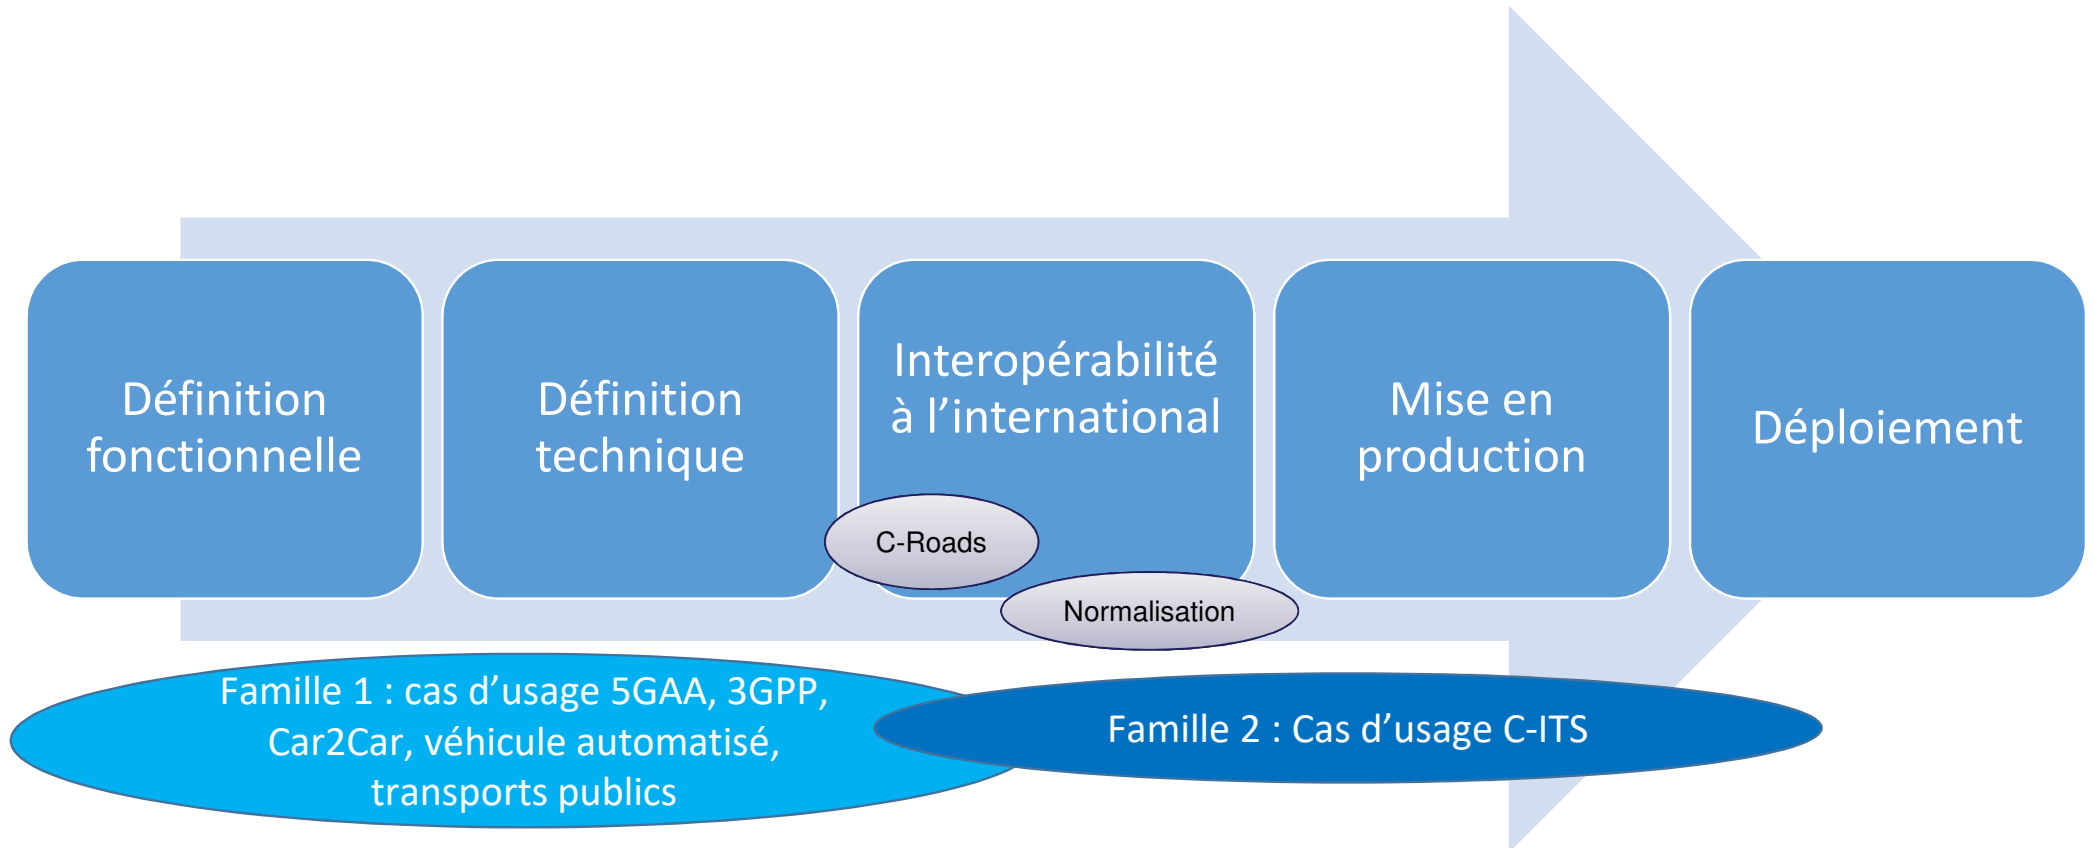 Définition
fonctionnelle
Définition
technique
Interopérabilité
à l’international
Mise en
production
Déploiement
C-Roads
Normalisation
Famille 1 : cas d’usage 5GAA, 3GPP,
Car2Car, véhicule automatisé,
transports publics
Famille 2 : Cas d’usage C-ITS